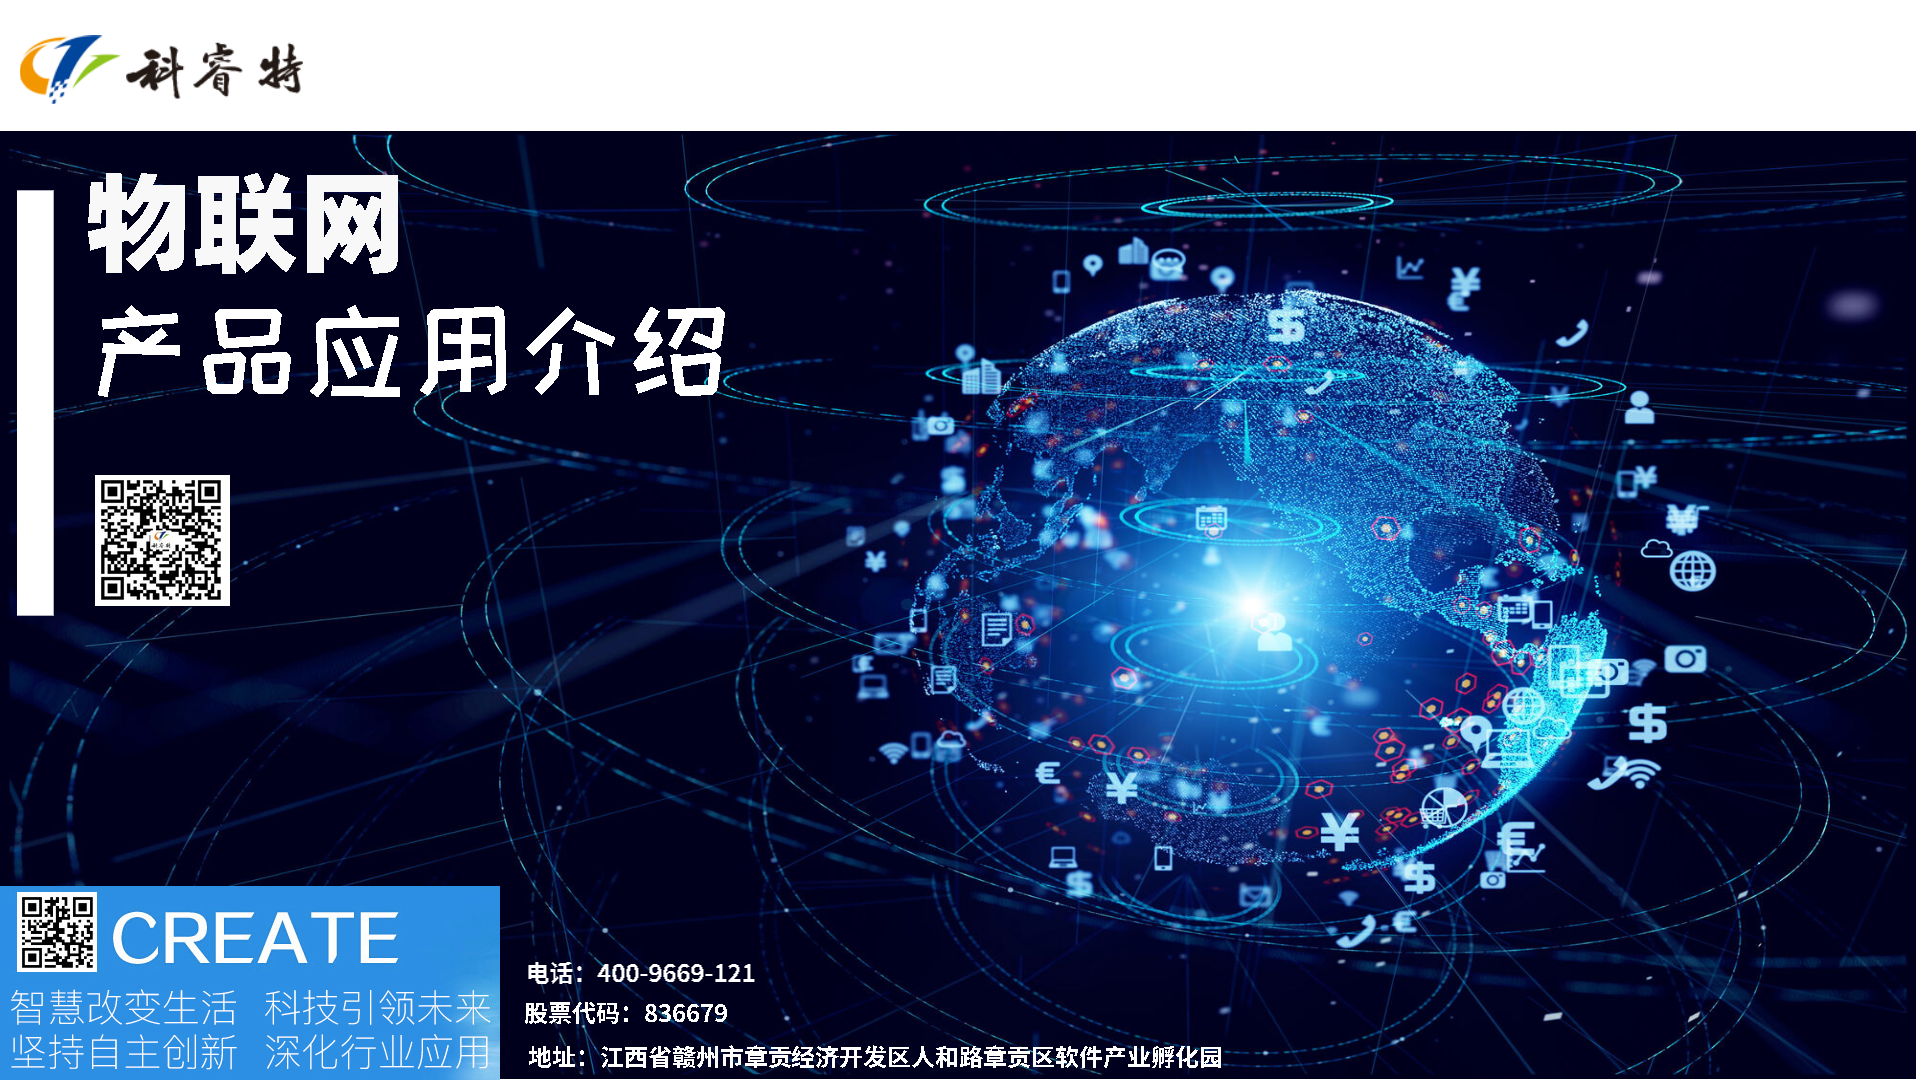 科睿特
物联网
产品应用介绍
CREATE
智慧改变生活 科技引领未来
坚持自主创新 深化行业应用
电话：400-9669-121
股票代码：836679
地址：江西省赣州市章贡经济开发区人和路章贡区软件产业孵化园